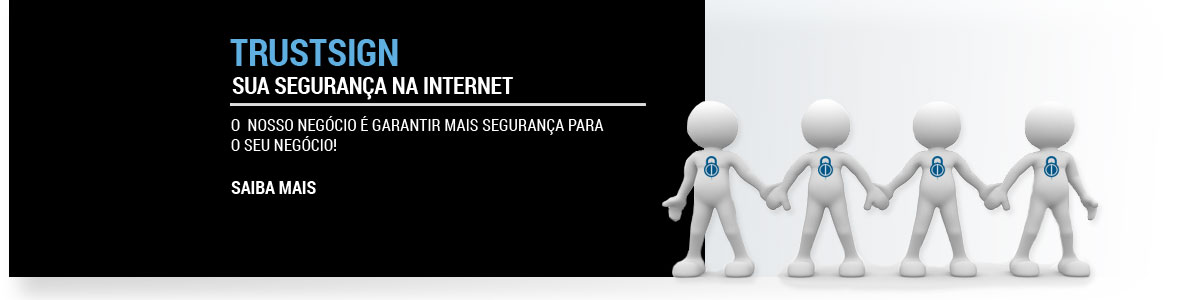 TRUSTSIGN
SUA SEGURANÇA NA INTERNET
O NOSSO NEGÓCIO É GARANTIR MAIS SEGURANÇA PARA
O SEU NEGÓCIO!
SAIBA MAIS